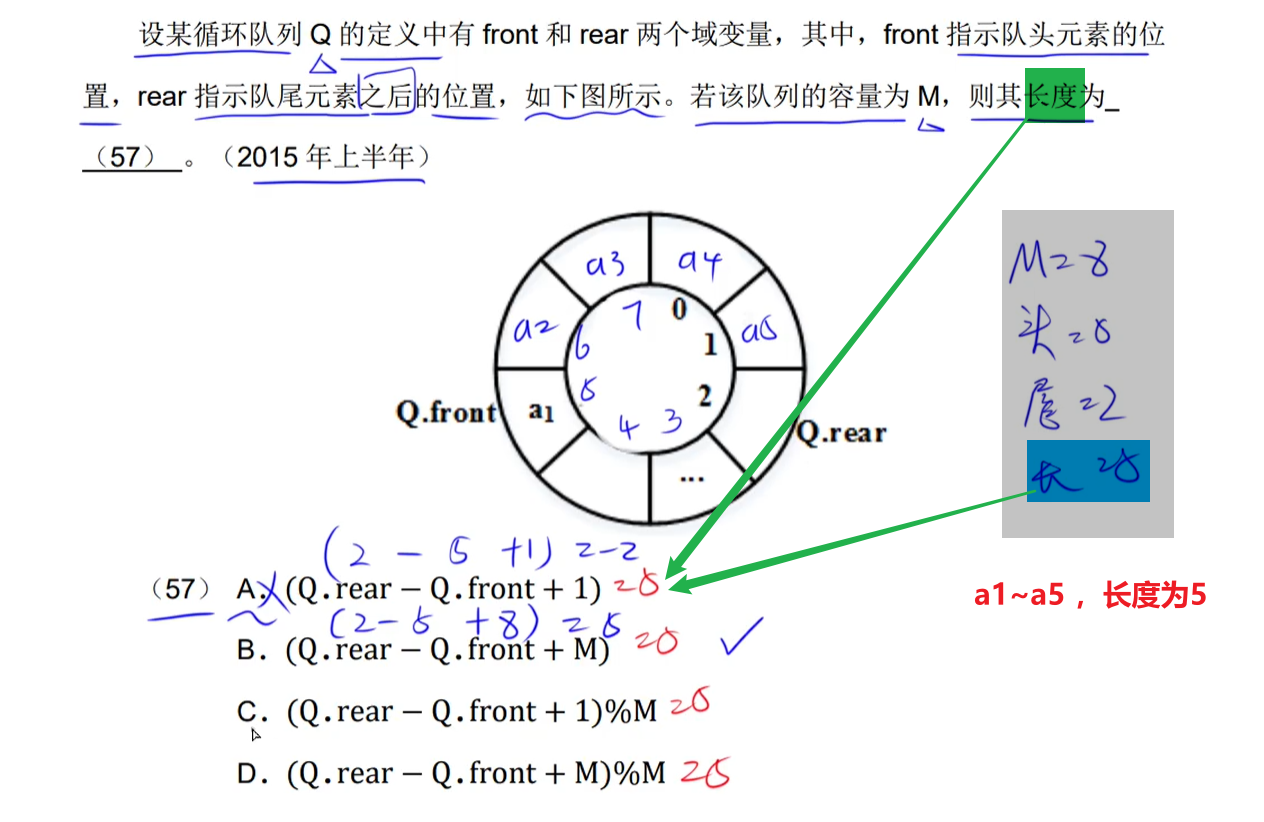 设某循环队列 Q 的定义中有 front 和 rear 两个域变量，其中，front 指示队头元素的位
置，rear 指示队尾元素之后的位置，如下图所示。若该队列的容量为 M，则其长度为_
（57） 。（2015 年上半年）
a3 a4
a2 7 0 a5
6 1
5 2
4 3
Q.front a1 Q.rear
...
M=8
头=5
尾=2
长=5
a1~a5 ，长度为5
(2 - 5 +1) =-2
（57） A. (Q.rear − Q.front + 1) =5
(2- 5 +8) =5
B. (Q.rear − Q.front + M) =5
C. (Q.rear − Q.front + 1)%M =5
D. (Q.rear − Q.front + M)%M =5